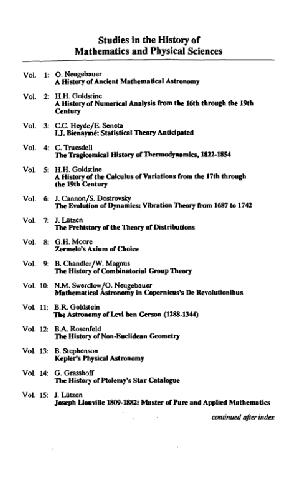 Studies in the History of
Mathematics and Physical Sciences
Vol. 1: O. Neugebauer
A History of Ancient Mathematical Astronomy
Vol. 2: H.H. Goldstine
A History of Numerical Analysis from the 16th through the 19th
Century
Vol. 3: C.C. Heyde/E. Seneta
I.J. Bienaymé: Statistical Theory Anticipated
Vol. 4: C. Truesdell
The Tragicomical History of Thermodynamics, 1822-1854
Vol. 5: H.H. Goldstine
A History of the Calculus of Variations from the 17th through
the 19th Century
Vol. 6: J. Cannon/S. Dostrovsky
The Evolution of Dynamics: Vibration Theory from 1687 to 1742
Vol. 7: J. Lützen
The Prehistory of the Theory of Distributions
Vol. 8: G.H. Moore
Zermelo's Axiom of Choice
Vol. 9: B. Chandler/W. Magnus
The History of Combinatorial Group Theory
Vol. 10: N.M. Swerdlow/O. Neugebauer
Mathematical Astronomy in Copernicus's De Revolutionibus
Vol. 11: B.R. Goldstein
The Astronomy of Levi ben Gerson (1288-1344)
Vol. 12: B.A. Rosenfeld
The History of Non-Euclidean Geometry
Vol. 13: B. Stephenson
Kepler's Physical Astronomy
Vol. 14: G. Grasshoff
The History of Ptolemy's Star Catalogue
Vol. 15: J. Lützen
Joseph Liouville 1809-1882: Master of Pure and Applied Mathematics
continued after index